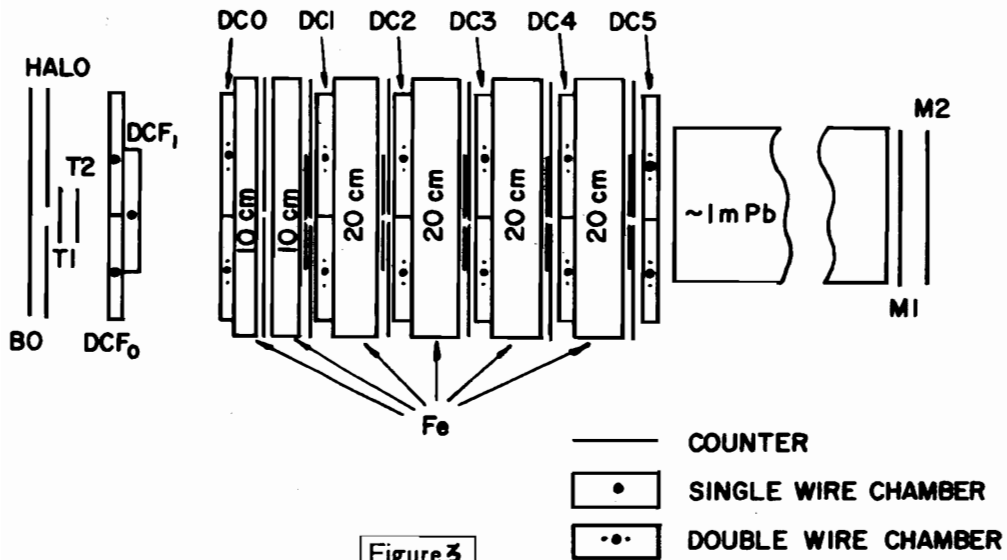 DC0 DC1 DC2 DC3 DC4 DC5
HALO
M2
DCF1
T2
10 cm 10 cm 20 cm 20 cm 20 cm 20 cm
~1m Pb
T1
M1
B0 DCF0
Fe
COUNTER
SINGLE WIRE CHAMBER
DOUBLE WIRE CHAMBER
Figure 3